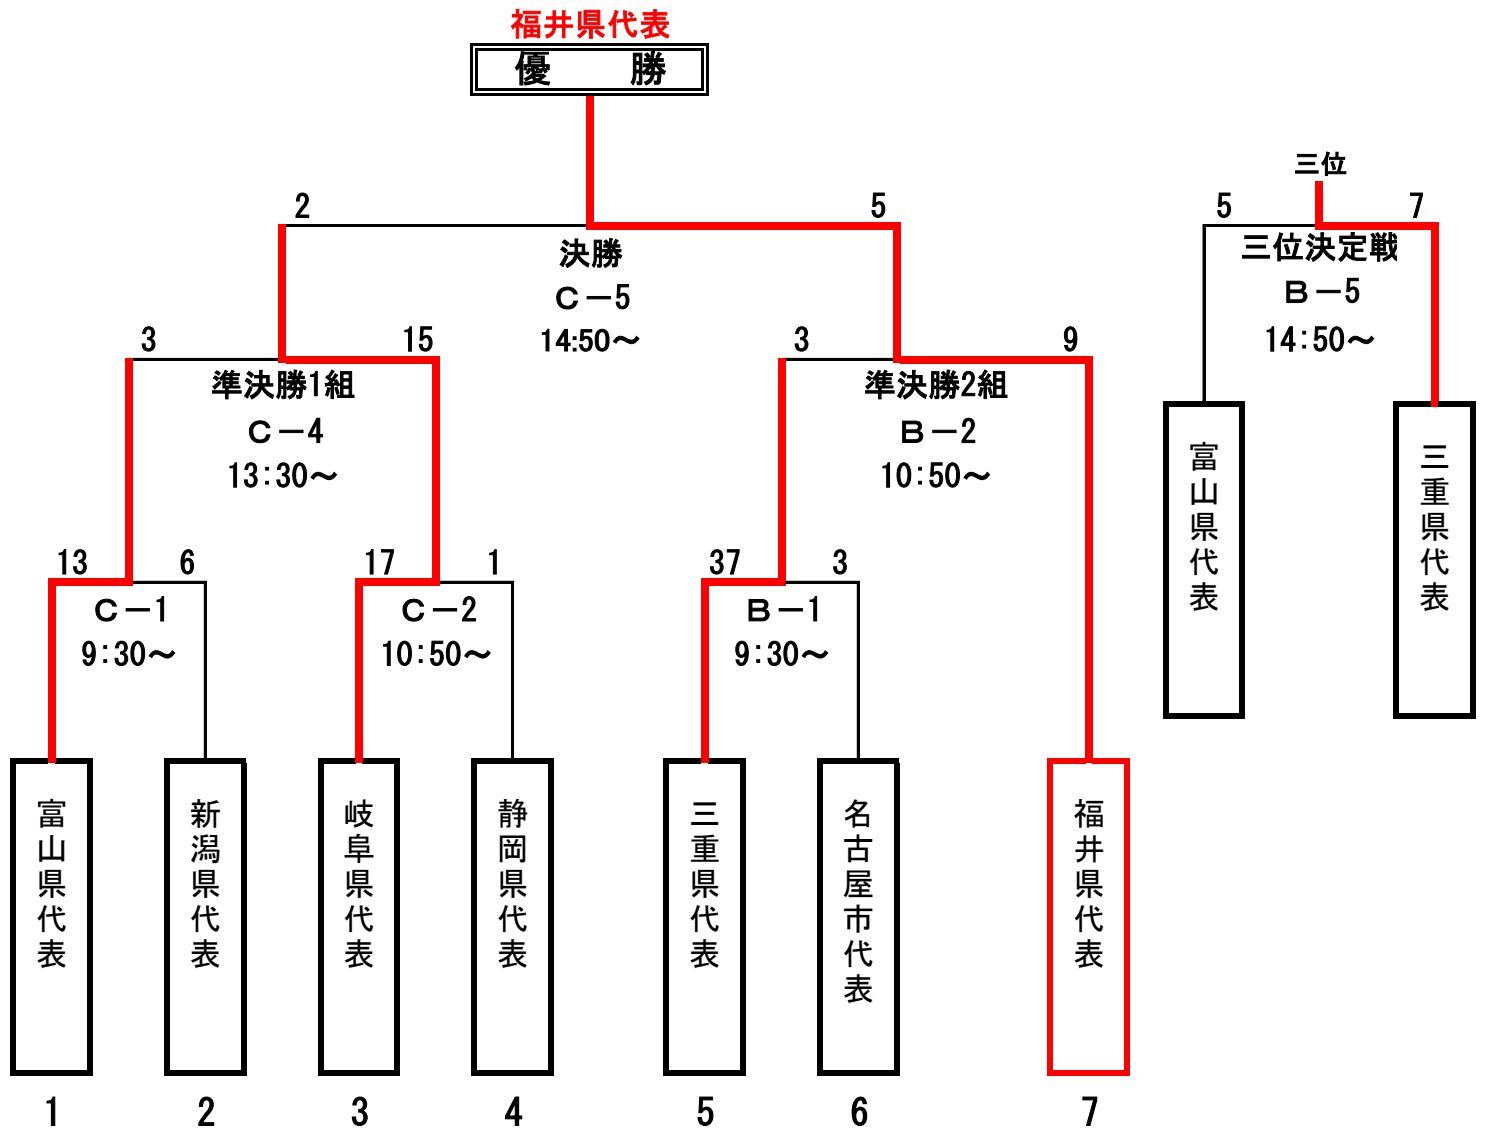 福井県代表
優　　勝
三位
2
5
5
7
決勝
三位決定戦
Ｃ－5
Ｂ－5
14:50～
14:50～
3
15
3
9
準決勝1組
準決勝2組
Ｃ－4
Ｂ－2
13:30～
10:50～
13
6
17
1
37
3
Ｃ－1
Ｃ－2
Ｂ－1
9:30～
10:50～
9:30～
富山県代表
三重県代表
富山県代表
新潟県代表
岐阜県代表
静岡県代表
三重県代表
名古屋市代表
福井県代表
1
2
3
4
5
6
7